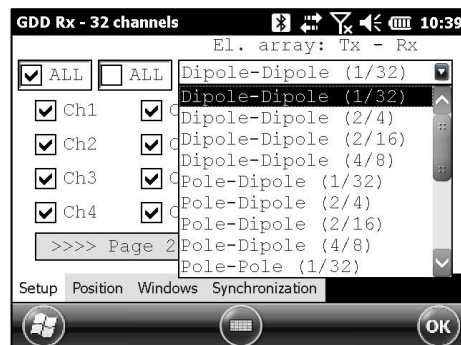 GDD Rx - 32 channels 10:39
El. array: Tx - Rx
ALL ALL Dipole-Dipole (1/32)
Dipole-Dipole (1/32)
Ch1 Dipole-Dipole (2/4)
Dipole-Dipole (2/16)
Ch2 Dipole-Dipole (4/8)
Ch3 Pole-Dipole (1/32)
Pole-Dipole (2/4)
Ch4 Pole-Dipole (2/16)
>>>> Page 2 Pole-Dipole (4/8)
Pole-Pole (1/32)
Setup Position Windows Synchronization
OK